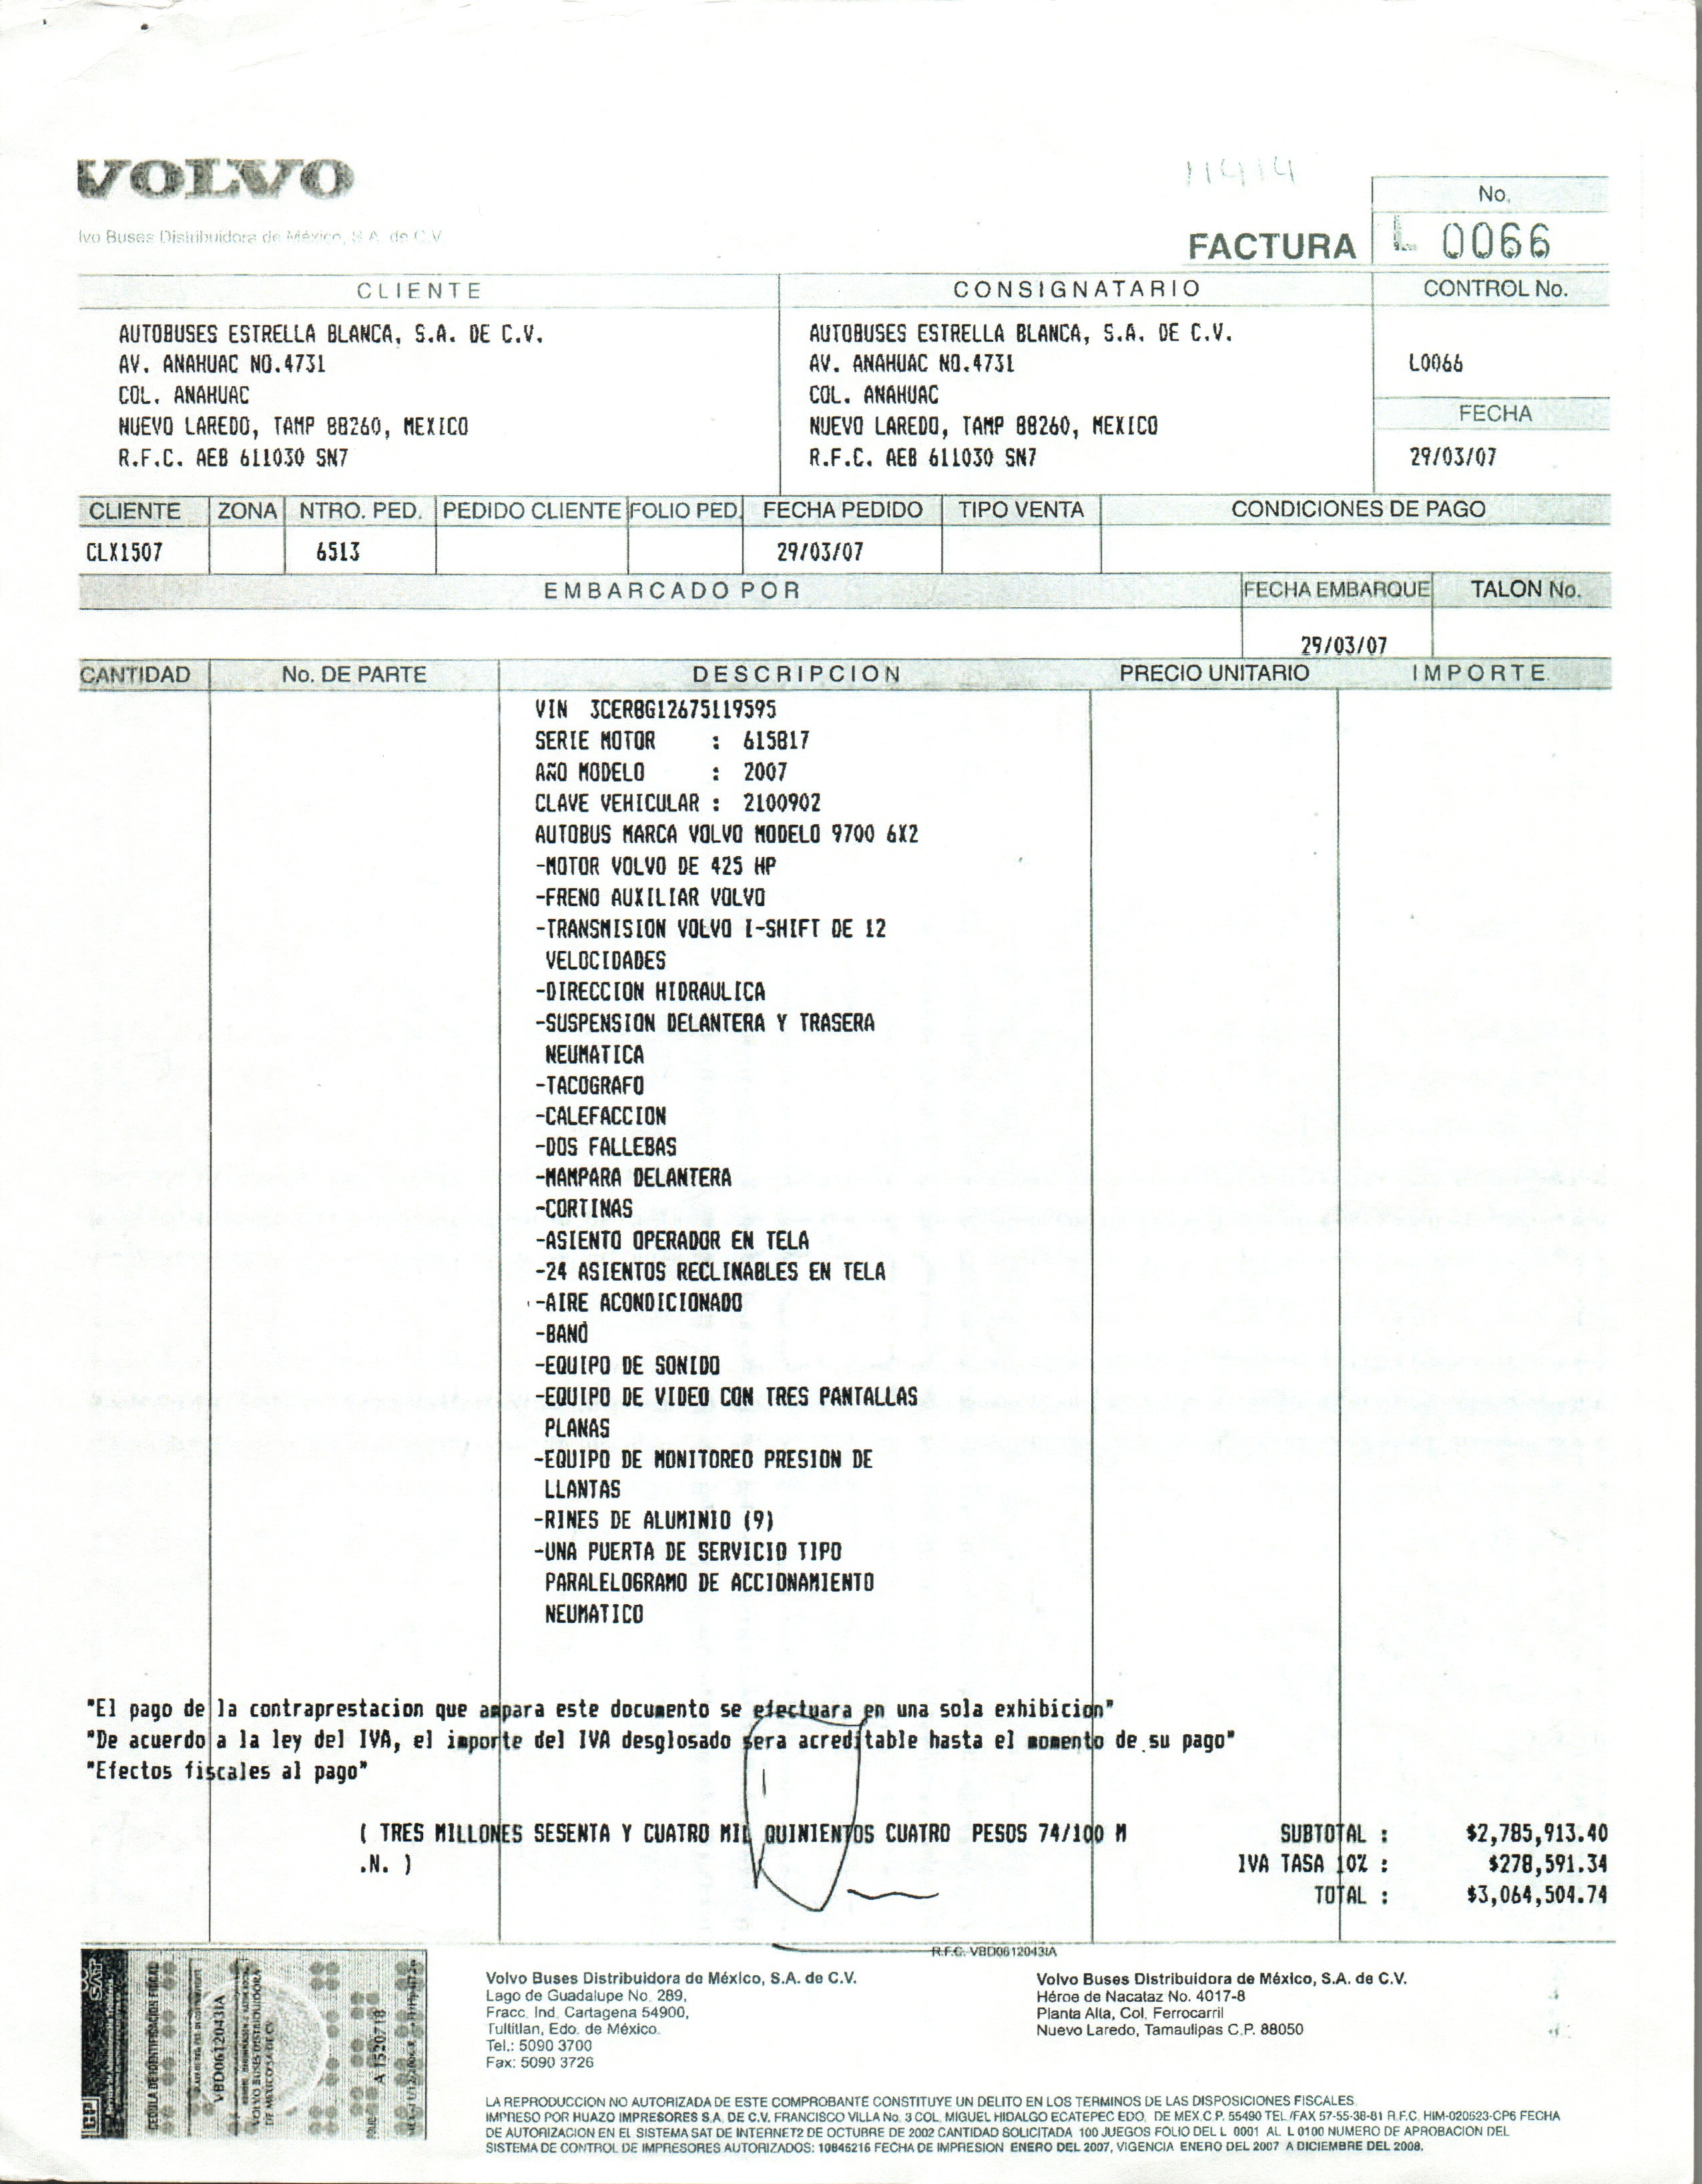 VOLVO
lvo Buses Distribuidora de México, S.A. de C.V.
11414
No.
FACTURA
L 0066
CLIENTE
CONSIGNATARIO
CONTROL No.
AUTOBUSES ESTRELLA BLANCA, S.A. DE C.V.
AV. ANAHUAC NO.4731
COL. ANAHUAC
NUEVO LAREDO, TAMP 88260, MEXICO
R.F.C. AEB 611030 SN7
AUTOBUSES ESTRELLA BLANCA, S.A. DE C.V.
AV. ANAHUAC NO.4731
COL. ANAHUAC
NUEVO LAREDO, TAMP 88260, MEXICO
R.F.C. AEB 611030 SN7
L0066
FECHA
29/03/07
CLIENTE ZONA NTRO. PED. PEDIDO CLIENTE FOLIO PED. FECHA PEDIDO TIPO VENTA CONDICIONES DE PAGO
CLX1507 6513 29/03/07
EMBARCADO POR FECHA EMBARQUE TALON No.
29/03/07
CANTIDAD No. DE PARTE DESCRIPCION PRECIO UNITARIO IMPORTE
VIN 3CER8G12675119595
SERIE MOTOR : 615817
AÑO MODELO : 2007
CLAVE VEHICULAR : 2100902
AUTOBUS MARCA VOLVO MODELO 9700 6X2
-MOTOR VOLVO DE 425 HP
-FRENO AUXILIAR VOLVO
-TRANSMISION VOLVO I-SHIFT DE 12
VELOCIDADES
-DIRECCION HIDRAULICA
-SUSPENSION DELANTERA Y TRASERA
NEUMATICA
-TACOGRAFO
-CALEFACCION
-DOS FALLEBAS
-MAMPARA DELANTERA
-CORTINAS
-ASIENTO OPERADOR EN TELA
-24 ASIENTOS RECLINABLES EN TELA
-AIRE ACONDICIONADO
-BANO
-EQUIPO DE SONIDO
-EQUIPO DE VIDEO CON TRES PANTALLAS
PLANAS
-EQUIPO DE MONITOREO PRESION DE
LLANTAS
-RINES DE ALUMINIO (9)
-UNA PUERTA DE SERVICIO TIPO
PARALELOGRAMO DE ACCIONAMIENTO
NEUMATICO
"El pago de la contraprestacion que ampara este documento se efectuara en una sola exhibicion"
"De acuerdo a la ley del IVA, el importe del IVA desglosado sera acreditable hasta el momento de su pago"
"Efectos fiscales al pago"
( TRES MILLONES SESENTA Y CUATRO MIL QUINIENTOS CUATRO PESOS 74/100 M
.N. )
SUBTOTAL : $2,785,913.40
IVA TASA 10% : $278,591.34
TOTAL : $3,064,504.74
R.F.C. VBD0612043IA
SAT
CEDULA DE IDENTIFICACION FISCAL
VBD0612043IA
VOLVO BUSES DISTRIBUIDORA
DE MEXICO SA DE CV
A 1520718
Volvo Buses Distribuidora de México, S.A. de C.V.
Lago de Guadalupe No. 289,
Fracc. Ind. Cartagena 54900,
Tultitlan, Edo. de México.
Tel.: 5090 3700
Fax: 5090 3726
Volvo Buses Distribuidora de México, S.A. de C.V.
Héroe de Nacataz No. 4017-8
Planta Alta, Col. Ferrocarril
Nuevo Laredo, Tamaulipas C.P. 88050
LA REPRODUCCION NO AUTORIZADA DE ESTE COMPROBANTE CONSTITUYE UN DELITO EN LOS TERMINOS DE LAS DISPOSICIONES FISCALES.
IMPRESO POR HUAZO IMPRESORES S.A. DE C.V. FRANCISCO VILLA No. 3 COL. MIGUEL HIDALGO ECATEPEC EDO. DE MEX. C.P. 55490 TEL./FAX 57-55-38-81 R.F.C. HIM-020523-CP6 FECHA
DE AUTORIZACION EN EL SISTEMA SAT DE INTERNET2 DE OCTUBRE DE 2002 CANTIDAD SOLICITADA 100 JUEGOS FOLIO DEL L 0001 AL L 0100 NUMERO DE APROBACION DEL
SISTEMA DE CONTROL DE IMPRESORES AUTORIZADOS: 10845216 FECHA DE IMPRESION ENERO DEL 2007, VIGENCIA ENERO DEL 2007 A DICIEMBRE DEL 2008.